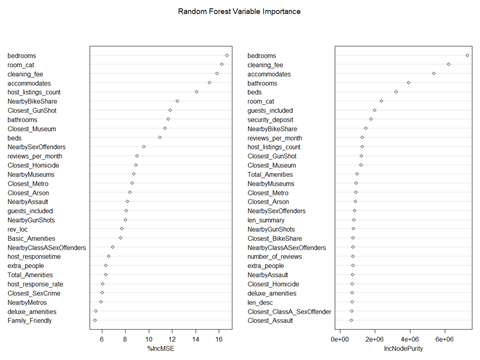 Random Forest Variable Importance
bedrooms
room_cat
cleaning_fee
accommodates
host_listings_count
NearbyBikeShare
Closest_GunShot
bathrooms
Closest_Museum
beds
NearbySexOffenders
reviews_per_month
Closest_Homicide
NearbyMuseums
Closest_Metro
Closest_Arson
NearbyAssault
guests_included
NearbyGunShots
rev_loc
Basic_Amenities
NearbyClassASexOffenders
host_responsetime
extra_people
Total_Amenities
host_response_rate
Closest_SexCrime
NearbyMetros
deluxe_amenities
Family_Friendly
6 8 10 12 14 16
%IncMSE
bedrooms
cleaning_fee
accommodates
bathrooms
beds
room_cat
guests_included
security_deposit
NearbyBikeShare
reviews_per_month
host_listings_count
Closest_GunShot
Closest_Museum
Total_Amenities
NearbyMuseums
Closest_Metro
Closest_Arson
NearbySexOffenders
len_summary
NearbyGunShots
Closest_BikeShare
NearbyClassASexOffenders
number_of_reviews
extra_people
NearbyAssault
Closest_Homicide
deluxe_amenities
len_desc
Closest_ClassA_SexOffender
Closest_Assault
0e+00 2e+06 4e+06 6e+06
IncNodePurity